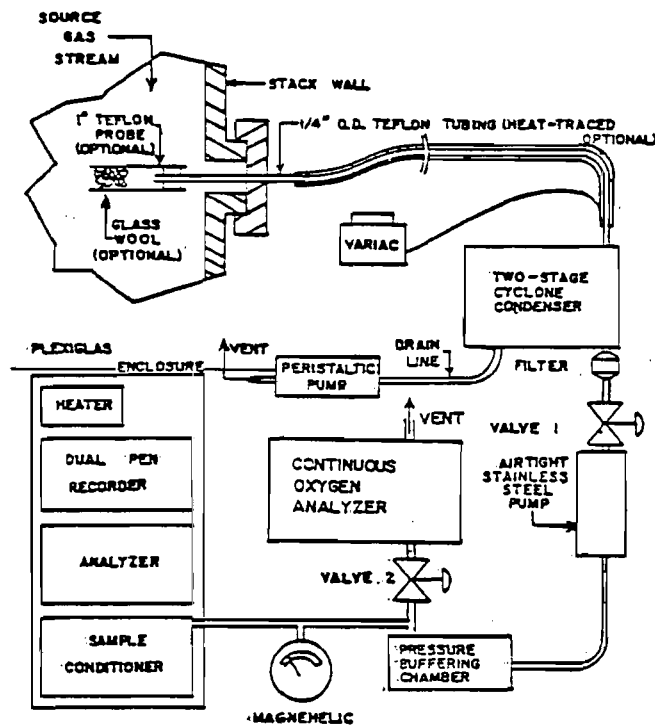 SOURCE
GAS
STREAM
STACK WALL
1" TEFLON
PROBE
(OPTIONAL)
1/4" O.D. TEFLON TUBING (HEAT-TRACED
OPTIONAL)
GLASS
WOOL
(OPTIONAL)
VARIAC
TWO-STAGE
CYCLONE
CONDENSER
PLEXIGLAS
ENCLOSURE
VENT
PERISTALTIC
PUMP
DRAIN
LINE
FILTER
HEATER
VENT
VALVE 1
DUAL PEN
RECORDER
CONTINUOUS
OXYGEN
ANALYZER
AIRTIGHT
STAINLESS
STEEL
PUMP
ANALYZER
VALVE 2
SAMPLE
CONDITIONER
PRESSURE
BUFFERING
CHAMBER
MAGNEHELIC